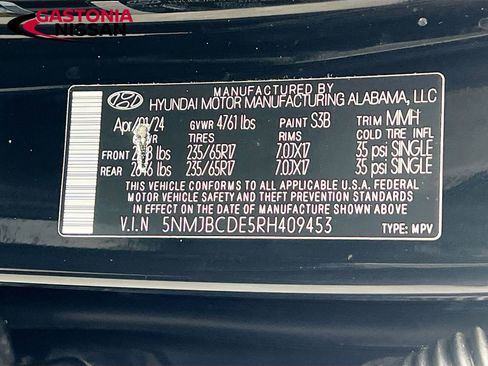 GASTONIA
NISSAN
MANUFACTURED BY
HYUNDAI MOTOR MANUFACTURING ALABAMA, LLC
GVWR 4761 lbs PAINT S3B TRIM MMH
TIRES RIMS COLD TIRE INFL
FRONT lbs 235/65R17 7.0JX17 35 psi SINGLE
REAR lbs 235/65R17 7.0JX17 35 psi SINGLE
THIS VEHICLE CONFORMS TO ALL APPLICABLE U.S.A. FEDERAL
MOTOR VEHICLE SAFETY AND THEFT PREVENTION STANDARDS
IN EFFECT ON THE DATE OF MANUFACTURE SHOWN ABOVE
V.I.N 5NMJBCDE5RH409453 TYPE: MPV